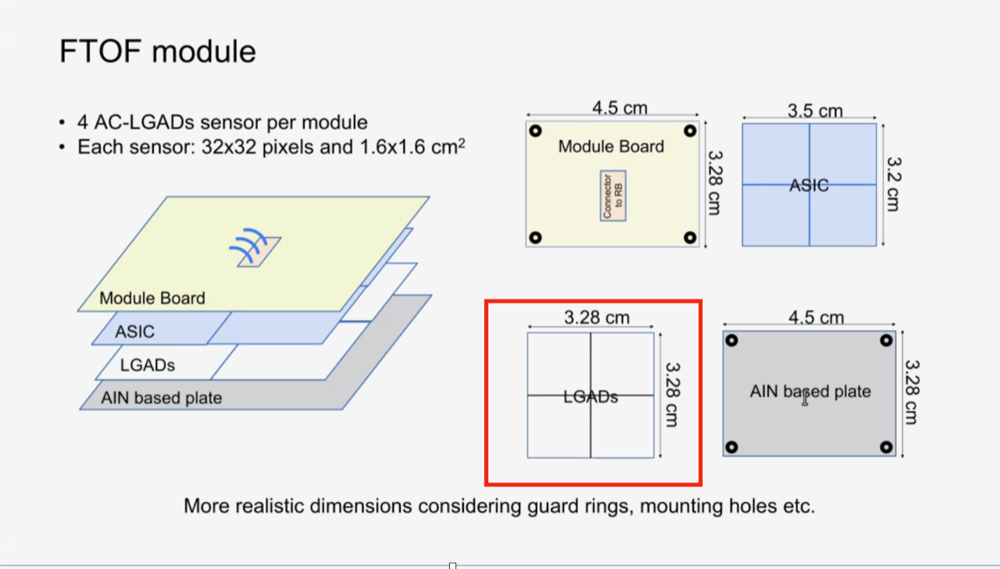 FTOF module
• 4 AC-LGADs sensor per module
• Each sensor: 32x32 pixels and 1.6x1.6 cm²
Module Board
ASIC
LGADs
AIN based plate
4.5 cm
Module Board
Connector
to RB
3.28 cm
3.5 cm
ASIC
3.2 cm
3.28 cm
LGADs
3.28 cm
4.5 cm
AIN based plate
3.28 cm
More realistic dimensions considering guard rings, mounting holes etc.